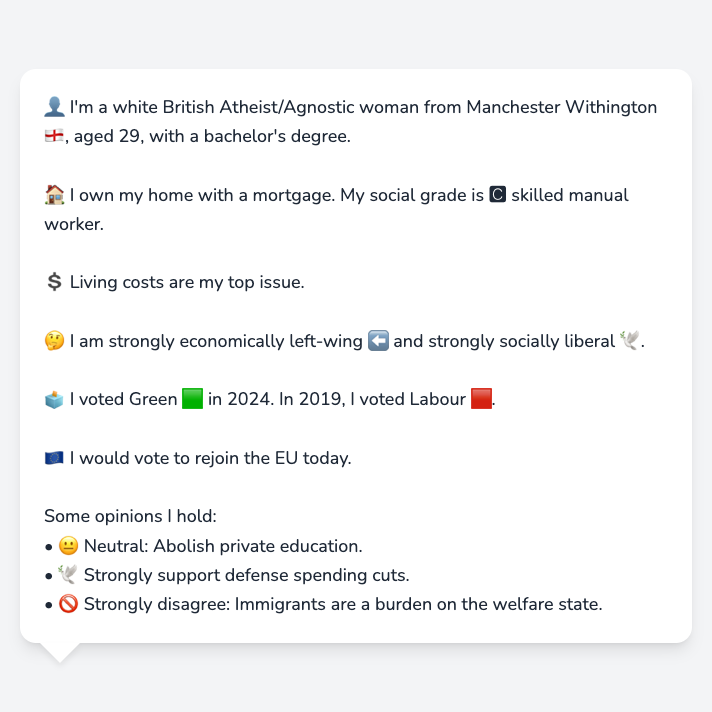 👤 I'm a white British Atheist/Agnostic woman from Manchester Withington
🏴󠁧󠁢󠁥󠁮󠁧󠁿, aged 29, with a bachelor's degree.
🏠 I own my home with a mortgage. My social grade is 🅲 skilled manual
worker.
💲 Living costs are my top issue.
🤔 I am strongly economically left-wing ⬅️ and strongly socially liberal 🕊️.
🗳️ I voted Green 🟩 in 2024. In 2019, I voted Labour 🟥.
🇪🇺 I would vote to rejoin the EU today.
Some opinions I hold:
• 😐 Neutral: Abolish private education.
• 🕊️ Strongly support defense spending cuts.
• 🚫 Strongly disagree: Immigrants are a burden on the welfare state.